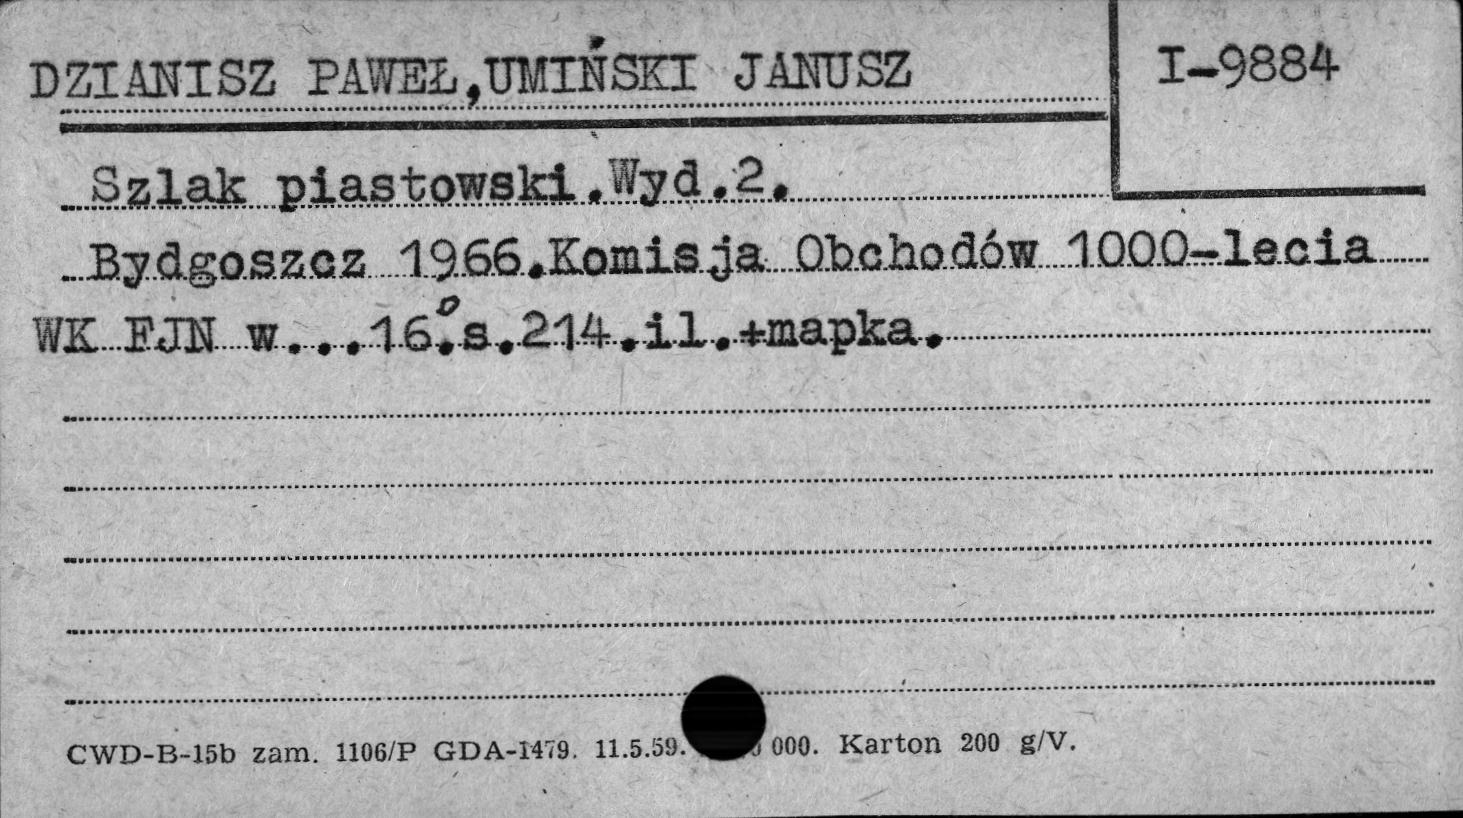 DZIANISZ PAWEŁ,UMIŃSKI JANUSZ
I-9884
Szlak piastowski.Wyd.2.
Bydgoszcz 1966.Komisja Obchodów 1000-lecia
WK FJN w...16°.s.214.il.+mapka.
CWD-B-15b zam. 1106/P GDA-1479. 11.5.59. 000. Karton 200 g/V.